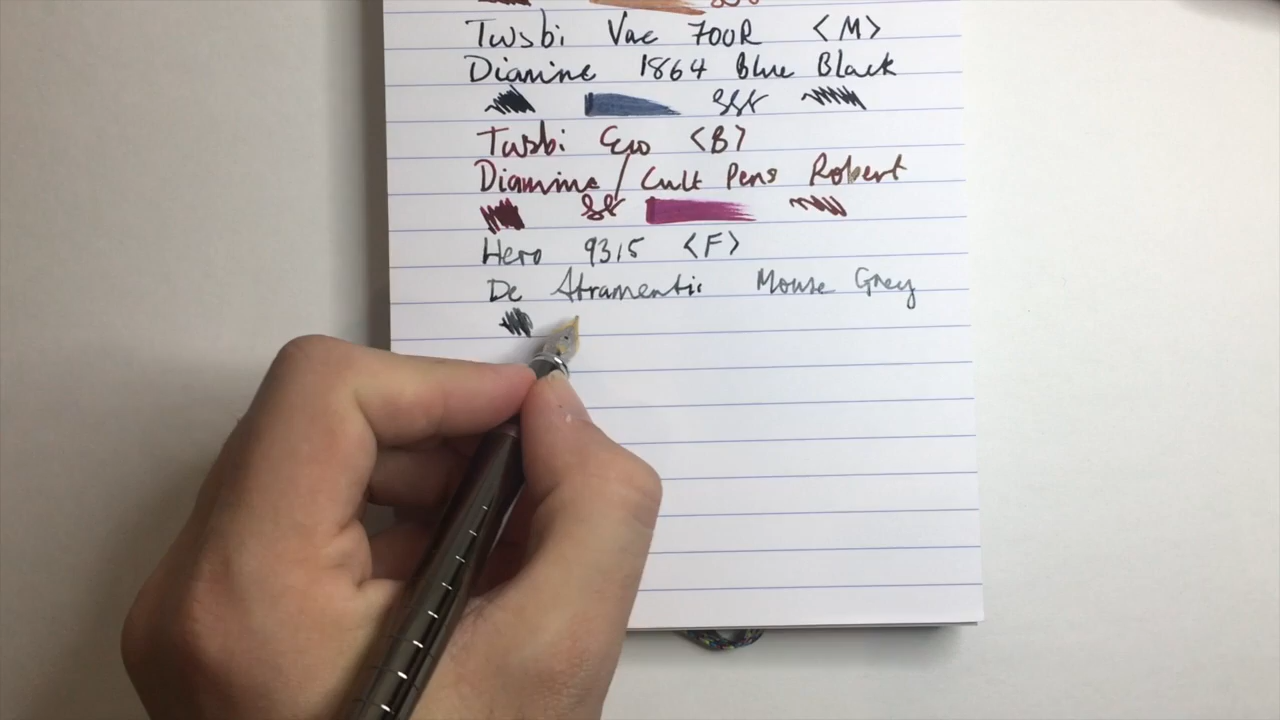 Twsbi Vac 700R <M>
Diamine 1864 Blue Black
Twsbi Eco <B>
Diamine / Cult Pens Robert
Hero 9315 <F>
De Atramentis Mouse Grey